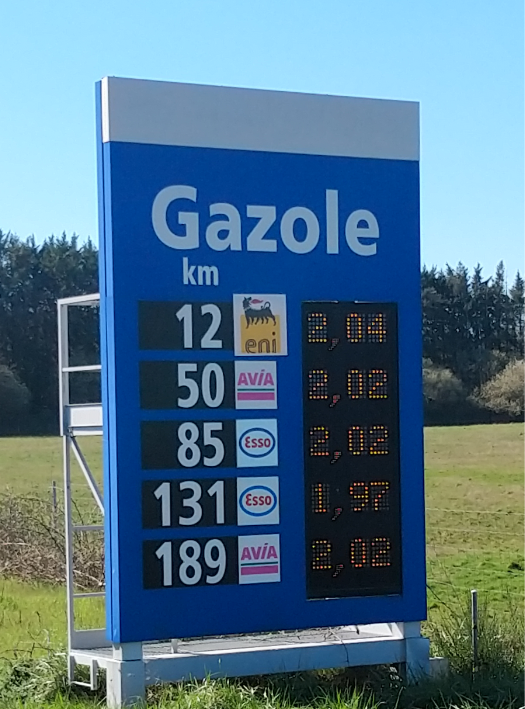 Gazole
km
12 eni 2,04
50 AVIA 2,02
85 Esso 2,02
131 Esso 1,97
189 AVIA 2,02